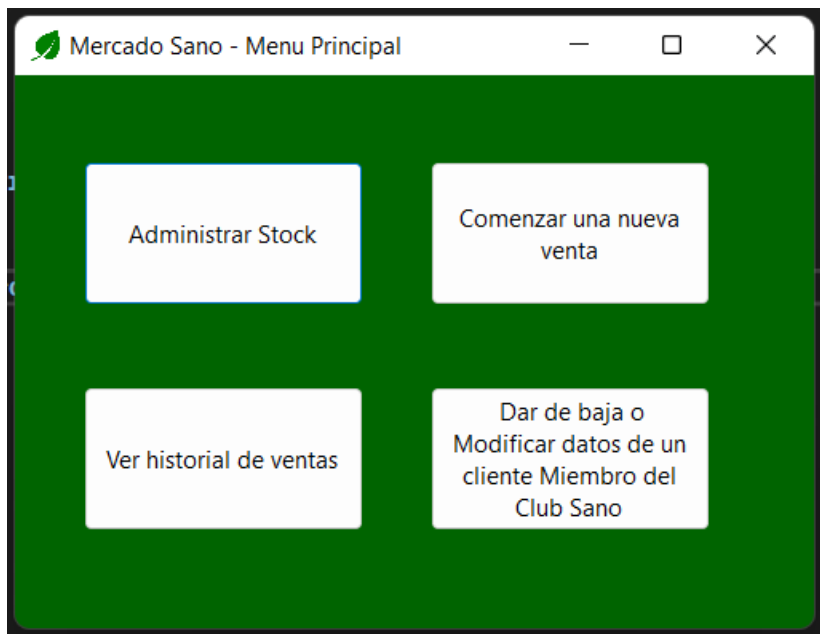 Mercado Sano - Menu Principal
Administrar Stock
Comenzar una nueva
venta
Ver historial de ventas
Dar de baja o
Modificar datos de un
cliente Miembro del
Club Sano